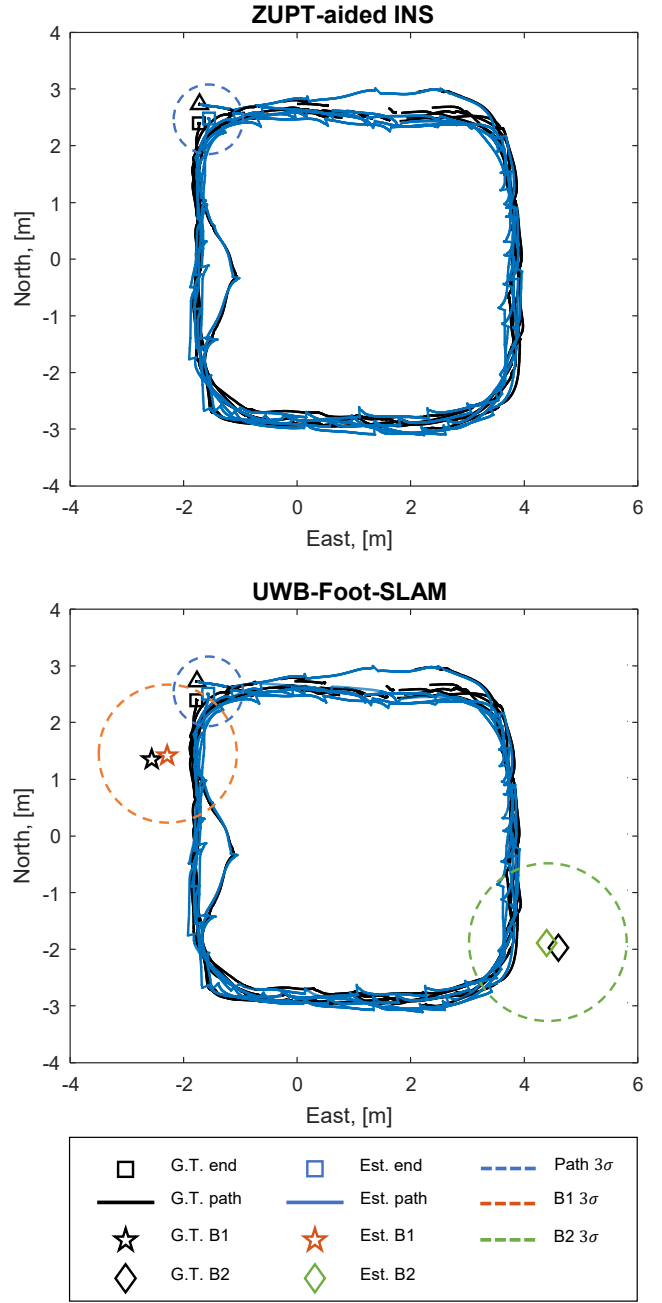 ZUPT-aided INS
4
3
2
1
0
-1
-2
-3
-4
North, [m]
-4 -2 0 2 4 6
East, [m]
UWB-Foot-SLAM
4
3
2
1
0
-1
-2
-3
-4
North, [m]
-4 -2 0 2 4 6
East, [m]
G.T. end Est. end Path 3σ
G.T. path Est. path B1 3σ
G.T. B1 Est. B1 B2 3σ
G.T. B2 Est. B2